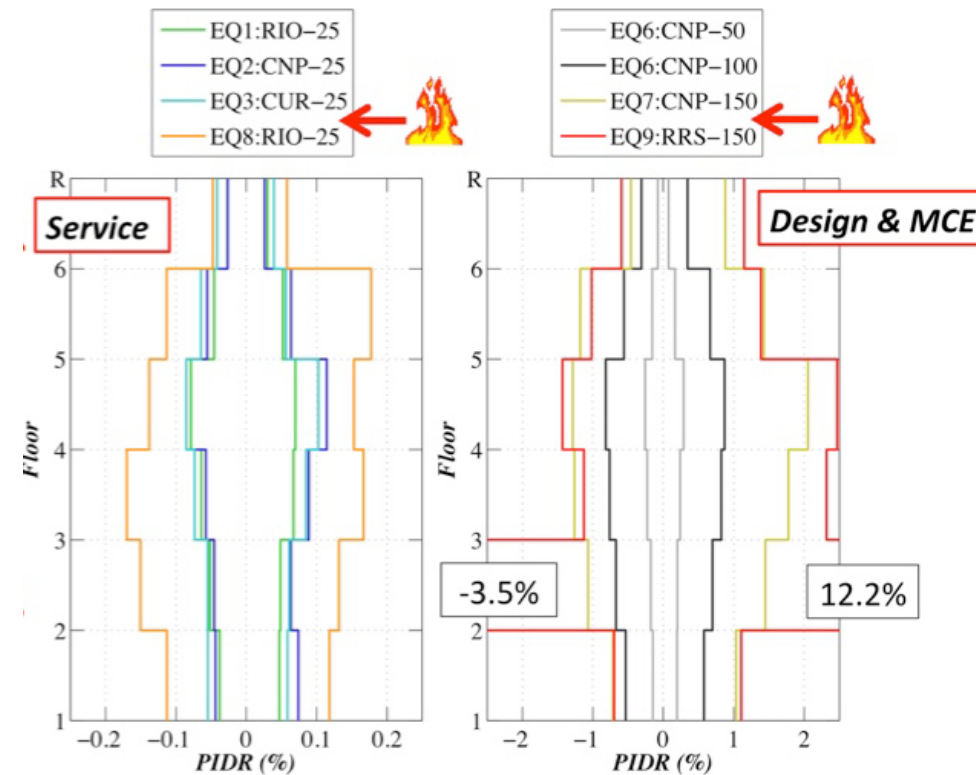 EQ1:RIO−25
EQ2:CNP−25
EQ3:CUR−25
EQ8:RIO−25
EQ6:CNP−50
EQ6:CNP−100
EQ7:CNP−150
EQ9:RRS−150
Service
R
6
5
4
3
2
1
Floor
−0.2 −0.1 0 0.1 0.2
PIDR (%)
Design & MCE
R
6
5
4
3
2
1
Floor
-3.5%
12.2%
−2 −1 0 1 2
PIDR (%)